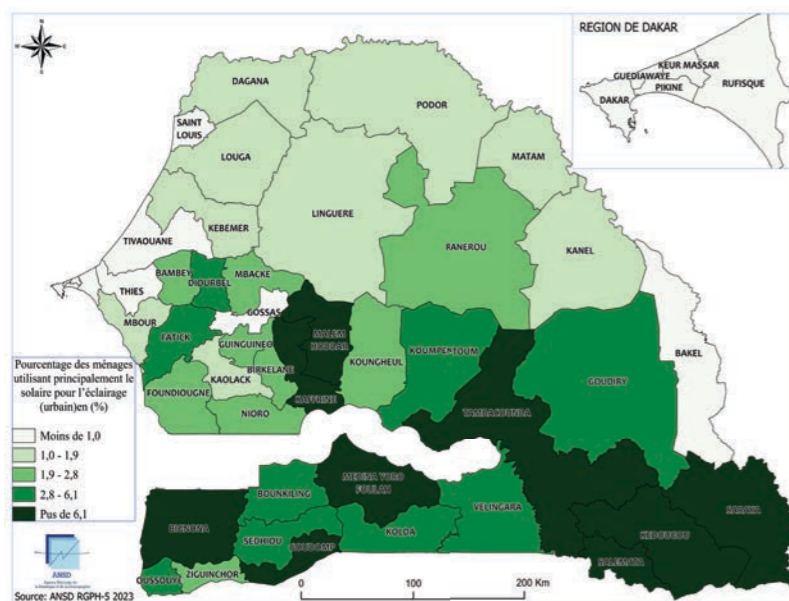 N
W
E
S
REGION DE DAKAR
KEUR MASSAR
GUEDIAWAYE
RUFISQUE
PIKINE
DAKAR
DAGANA
PODOR
SAINT
LOUIS
LOUGA
MATAM
LINGUERE
KEBEMER
RANEROU
KANEL
TIVAOUANE
BAMBEY
DIOURBEL
MBACKE
THIES
GOSSAS
MBOUR
MALEM
HODDAR
FATICK
GUINGUINEO
KOUNGHEUL
KOUMPENTOUM
BAKEL
KAOLACK
BIRKELANE
GOUDIRY
KAFFRINE
TAMBACOUNDA
FOUNDIOUGNE
NIORO
Pourcentage des ménages
utilisant principalement le
solaire pour l'éclairage
(urbain)en (%)
Moins de 1,0
1,0 - 1,9
1,9 - 2,8
2,8 - 6,1
Pus de 6,1
MEDINA YORO
FOULAH
BOUNKILING
VELINGARA
BIGNONA
SARAYA
KEDOUGOU
SEDHIOU
KOLDA
GOUDOMP
SALEMATA
OUSSOUYE
ZIGUINCHOR
ANSD
0
100
200 Km
Source: ANSD RGPH-5 2023